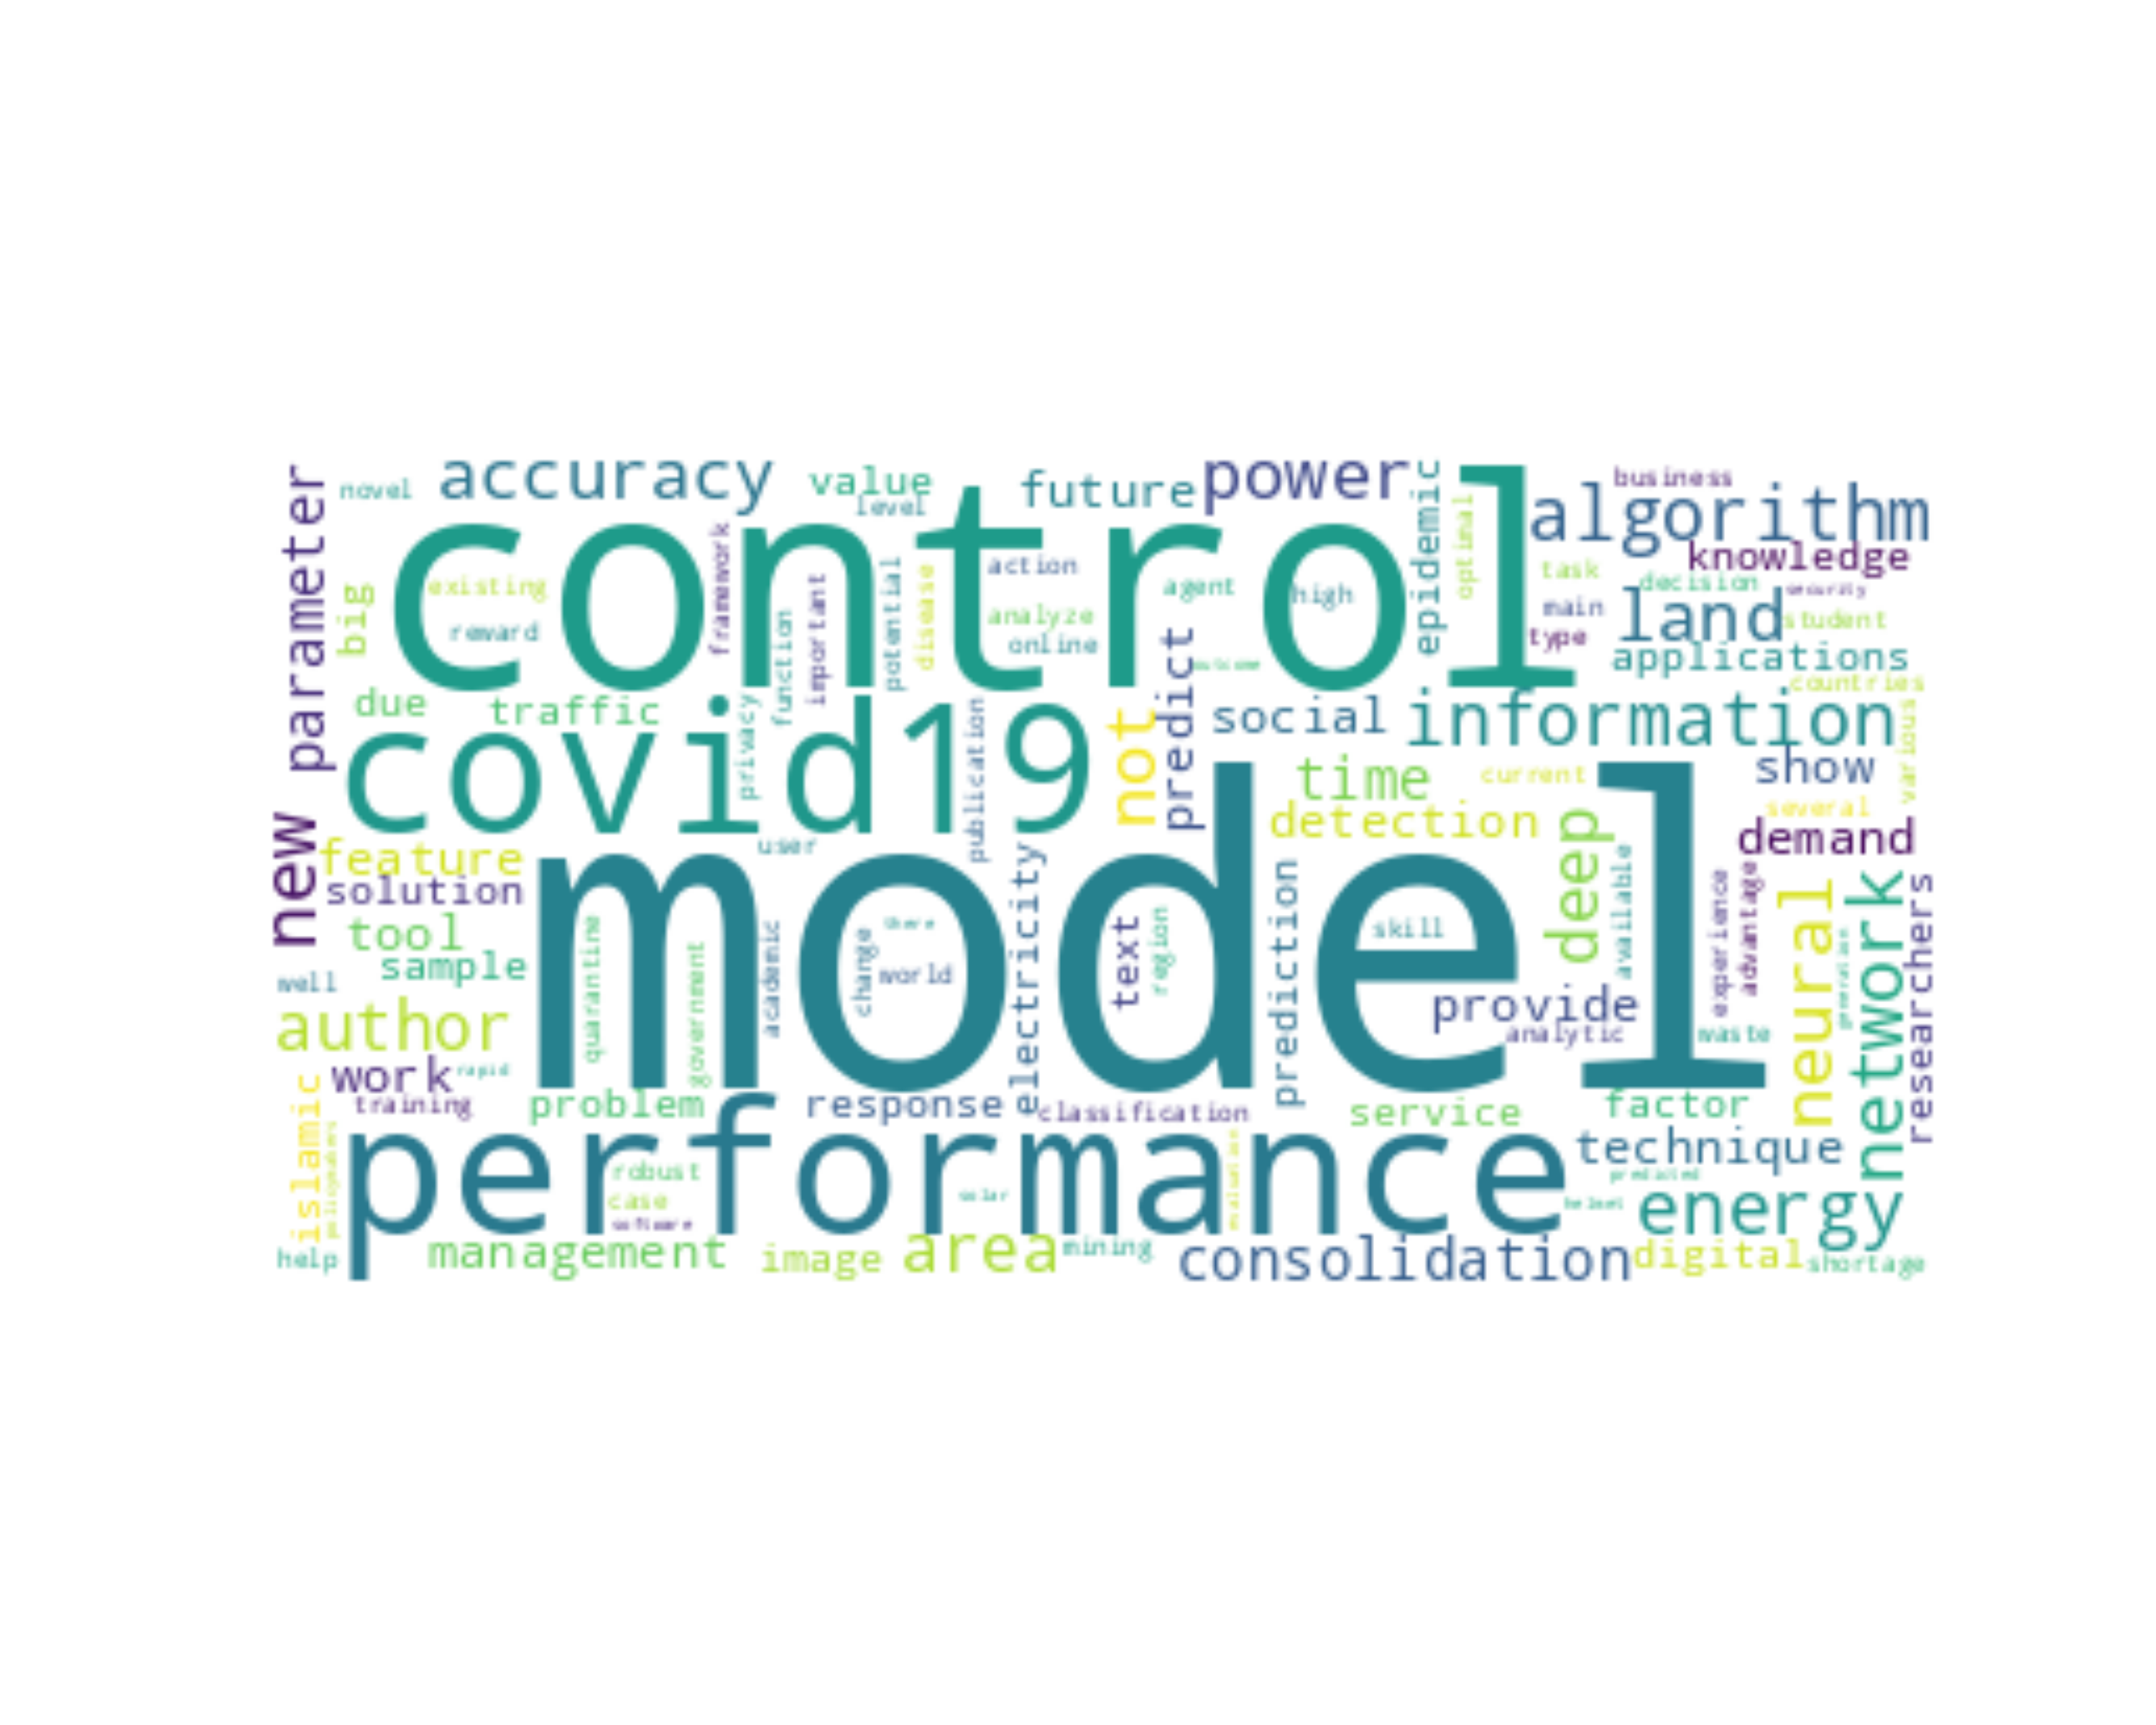 accuracy
value
future
power
epidemic
business
novel
level
control
optimal
algorithm
knowledge
parameter
big
existing
framework
potential
disease
action
agent
high
task
decision
security
reward
function
important
analyze
online
predict
main
land
student
type
applications
outcome
countries
due
traffic
privacy
publication
not
social
information
various
covid19
time
current
show
several
detection
deep
demand
new
feature
user
solution
model
electricity
prediction
available
experience
advantage
neural
network
researchers
tool
sample
quarantine
government
academic
change
there
world
text
region
skill
well
author
provide
analytic
waste
work
rapid
training
problem
response
classification
service
factor
islamic
policymakers
performance
robust
case
software
solar
evaluation
technique
predicted
energy
help
management
image
area
mining
consolidation
digital
shortage